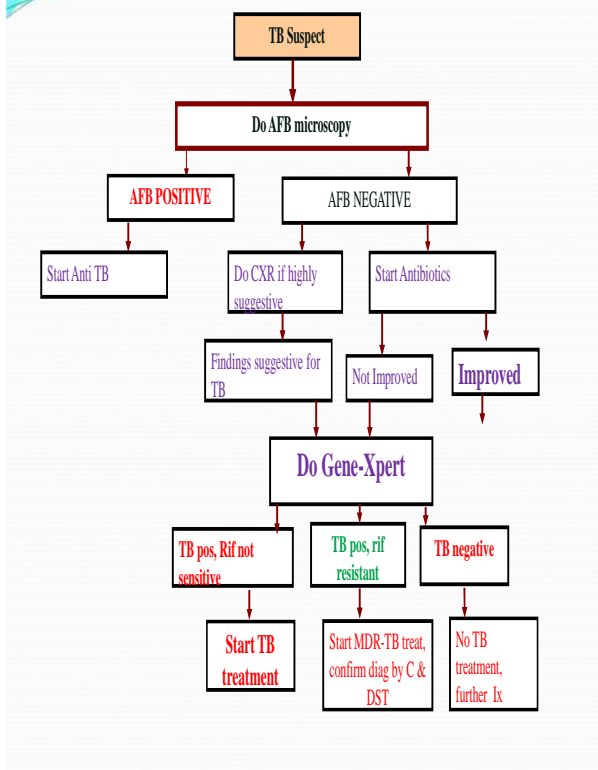 TB Suspect
Do AFB microscopy
AFB POSITIVE
AFB NEGATIVE
Start Anti TB
Do CXR if highly
suggestive
Start Antibiotics
Findings suggestive for
TB
Not Improved
Improved
Do Gene-Xpert
TB pos, Rif not
sensitive
TB pos, rif
resistant
TB negative
Start TB
treatment
Start MDR-TB treat,
confirm diag by C &
DST
No TB
treatment,
further Ix